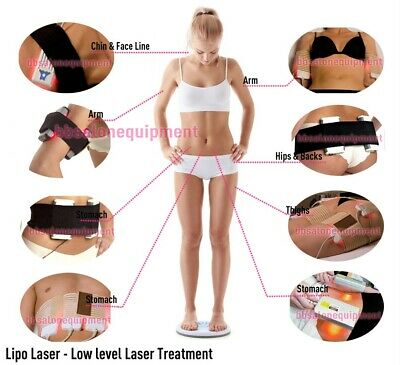 Chin & Face Line
bbsalonequipment
Arm
bbsalonequipment
Arm
bbsalonequipment
Hips & Backs
bbsalonequipment
Stomach
bbsalonequipment
Thighs
bbsalonequipment
Stomach
bbsalonequipment
Stomach
bbsalonequipment
Lipo Laser - Low level Laser Treatment